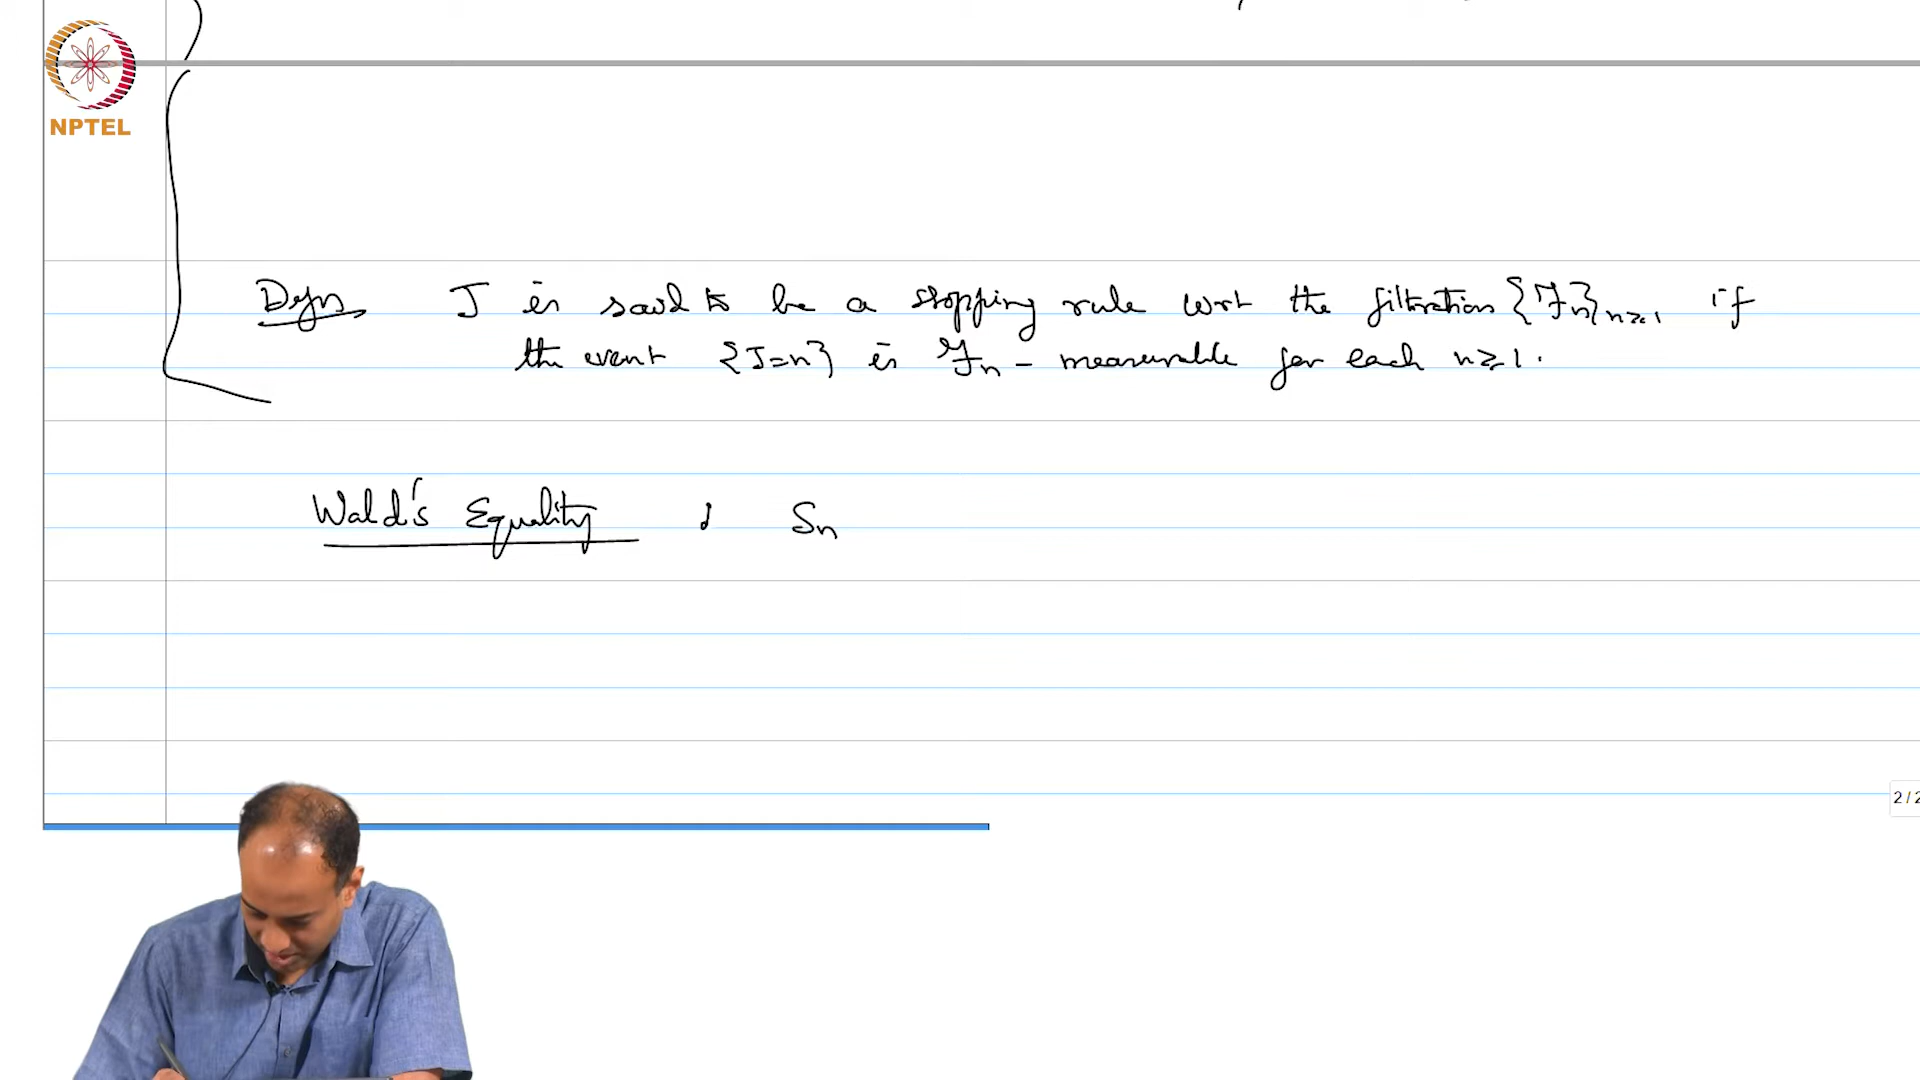 NPTEL
Defn J is said to be a stopping rule wrt the filtration {ℱn}n≥1 if
the event {J=n} is ℱn - measurable for each n≥1.
Wald's Equality : Sn
2/2